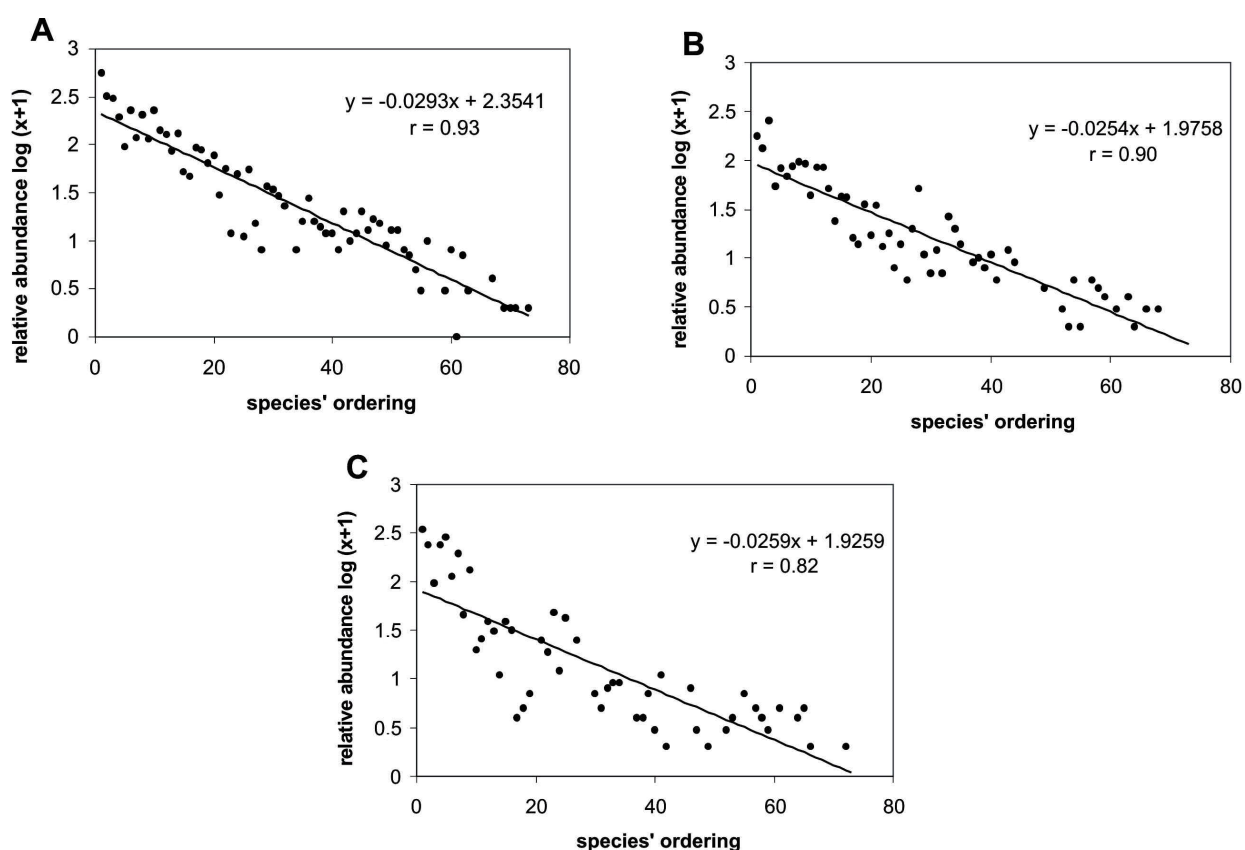 A
relative abundance log (x+1)
3
2.5
2
1.5
1
0.5
0
0 20 40 60 80
y = -0.0293x + 2.3541
r = 0.93
species' ordering
B
relative abundance log (x+1)
3
2.5
2
1.5
1
0.5
0
0 20 40 60 80
y = -0.0254x + 1.9758
r = 0.90
species' ordering
C
relative abundance log (x+1)
3
2.5
2
1.5
1
0.5
0
0 20 40 60 80
y = -0.0259x + 1.9259
r = 0.82
species' ordering